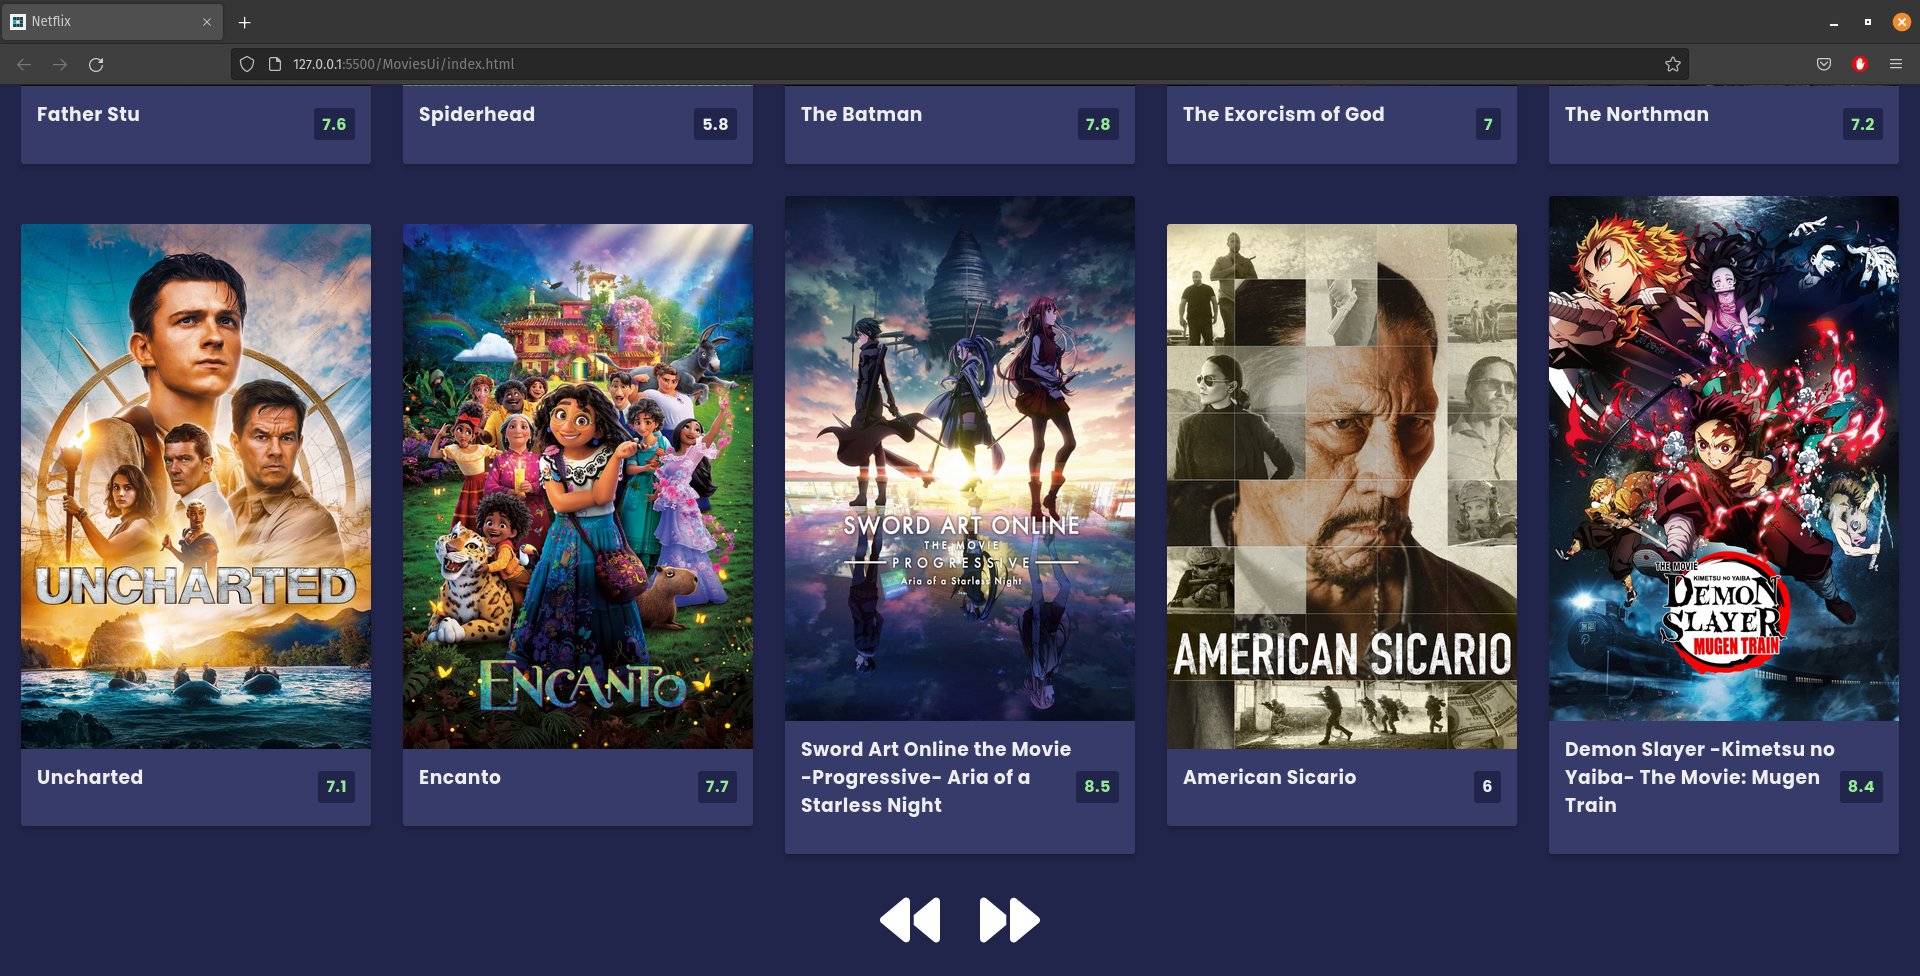 Netflix
127.0.0.1:5500/MoviesUi/index.html
Father Stu
7.6
Spiderhead
5.8
The Batman
7.8
The Exorcism of God
7
The Northman
7.2
UNCHARTED
Uncharted
7.1
ENCANTO
Encanto
7.7
SWORD ART ONLINE
THE MOVIE
PROGRESSIVE
Aria of a Starless Night
Sword Art Online the Movie
-Progressive- Aria of a
Starless Night
8.5
AMERICAN SICARIO
American Sicario
6
THE MOVIE
KIMETSU NO YAIBA
DEMON
SLAYER
MUGEN TRAIN
Demon Slayer -Kimetsu no
Yaiba- The Movie: Mugen
Train
8.4